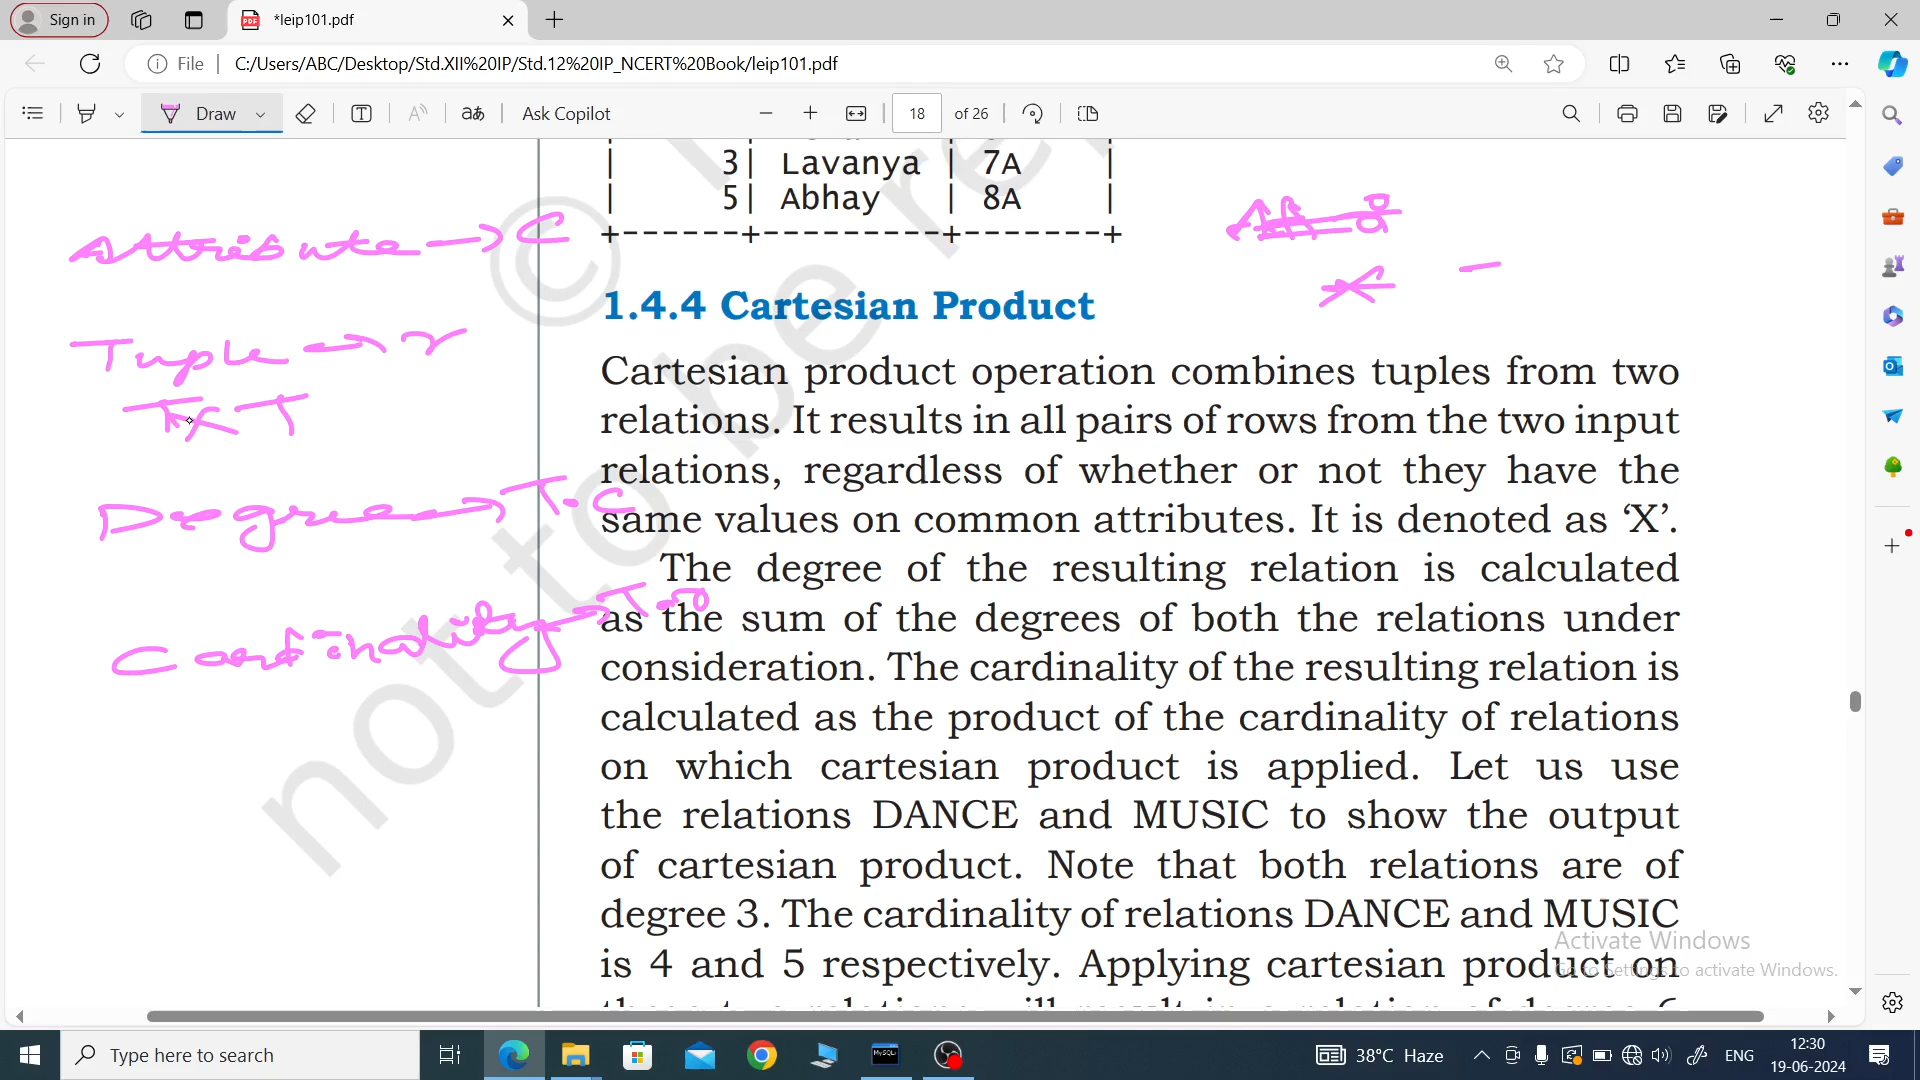 Sign in
*leip101.pdf
File
C:/Users/ABC/Desktop/Std.XII%20IP/Std.12%20IP_NCERT%20Book/leip101.pdf
Draw
T
aあ
Ask Copilot
18 of 26
3| Lavanya | 7A |
5| Abhay | 8A |
+------+---------+-------+
Attribute → C
Tuple → r
Degree → T.C
Cardinality → T.r
1.4.4 Cartesian Product
Cartesian product operation combines tuples from two
relations. It results in all pairs of rows from the two input
relations, regardless of whether or not they have the
same values on common attributes. It is denoted as ‘X’.
The degree of the resulting relation is calculated
as the sum of the degrees of both the relations under
consideration. The cardinality of the resulting relation is
calculated as the product of the cardinality of relations
on which cartesian product is applied. Let us use
the relations DANCE and MUSIC to show the output
of cartesian product. Note that both relations are of
degree 3. The cardinality of relations DANCE and MUSIC
is 4 and 5 respectively. Applying cartesian product on
©
not to be re
Activate Windows
Go to Settings to activate Windows.
Type here to search
38°C Haze
ENG
12:30
19-06-2024